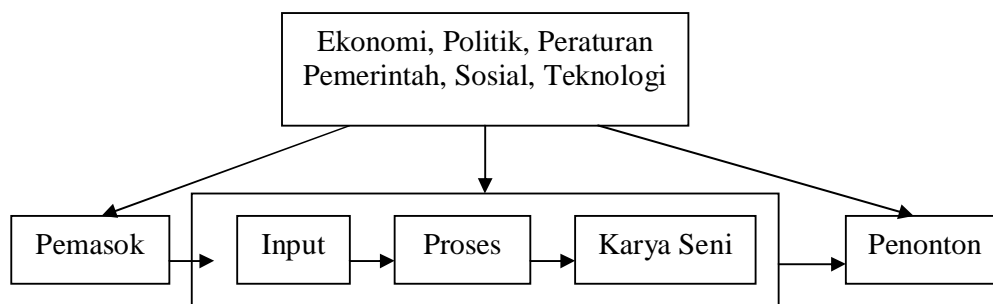 Ekonomi, Politik, Peraturan
Pemerintah, Sosial, Teknologi
Pemasok
Input
Proses
Karya Seni
Penonton